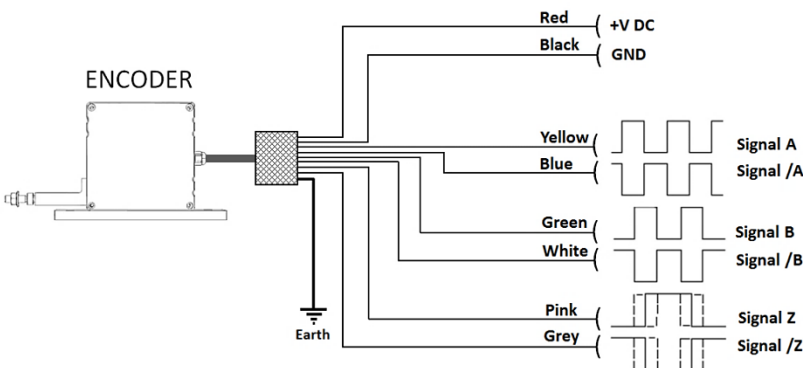 Red
+V DC
Black
GND
ENCODER
Yellow
Signal A
Blue
Signal /A
Green
Signal B
White
Signal /B
Pink
Signal Z
Earth
Grey
Signal /Z